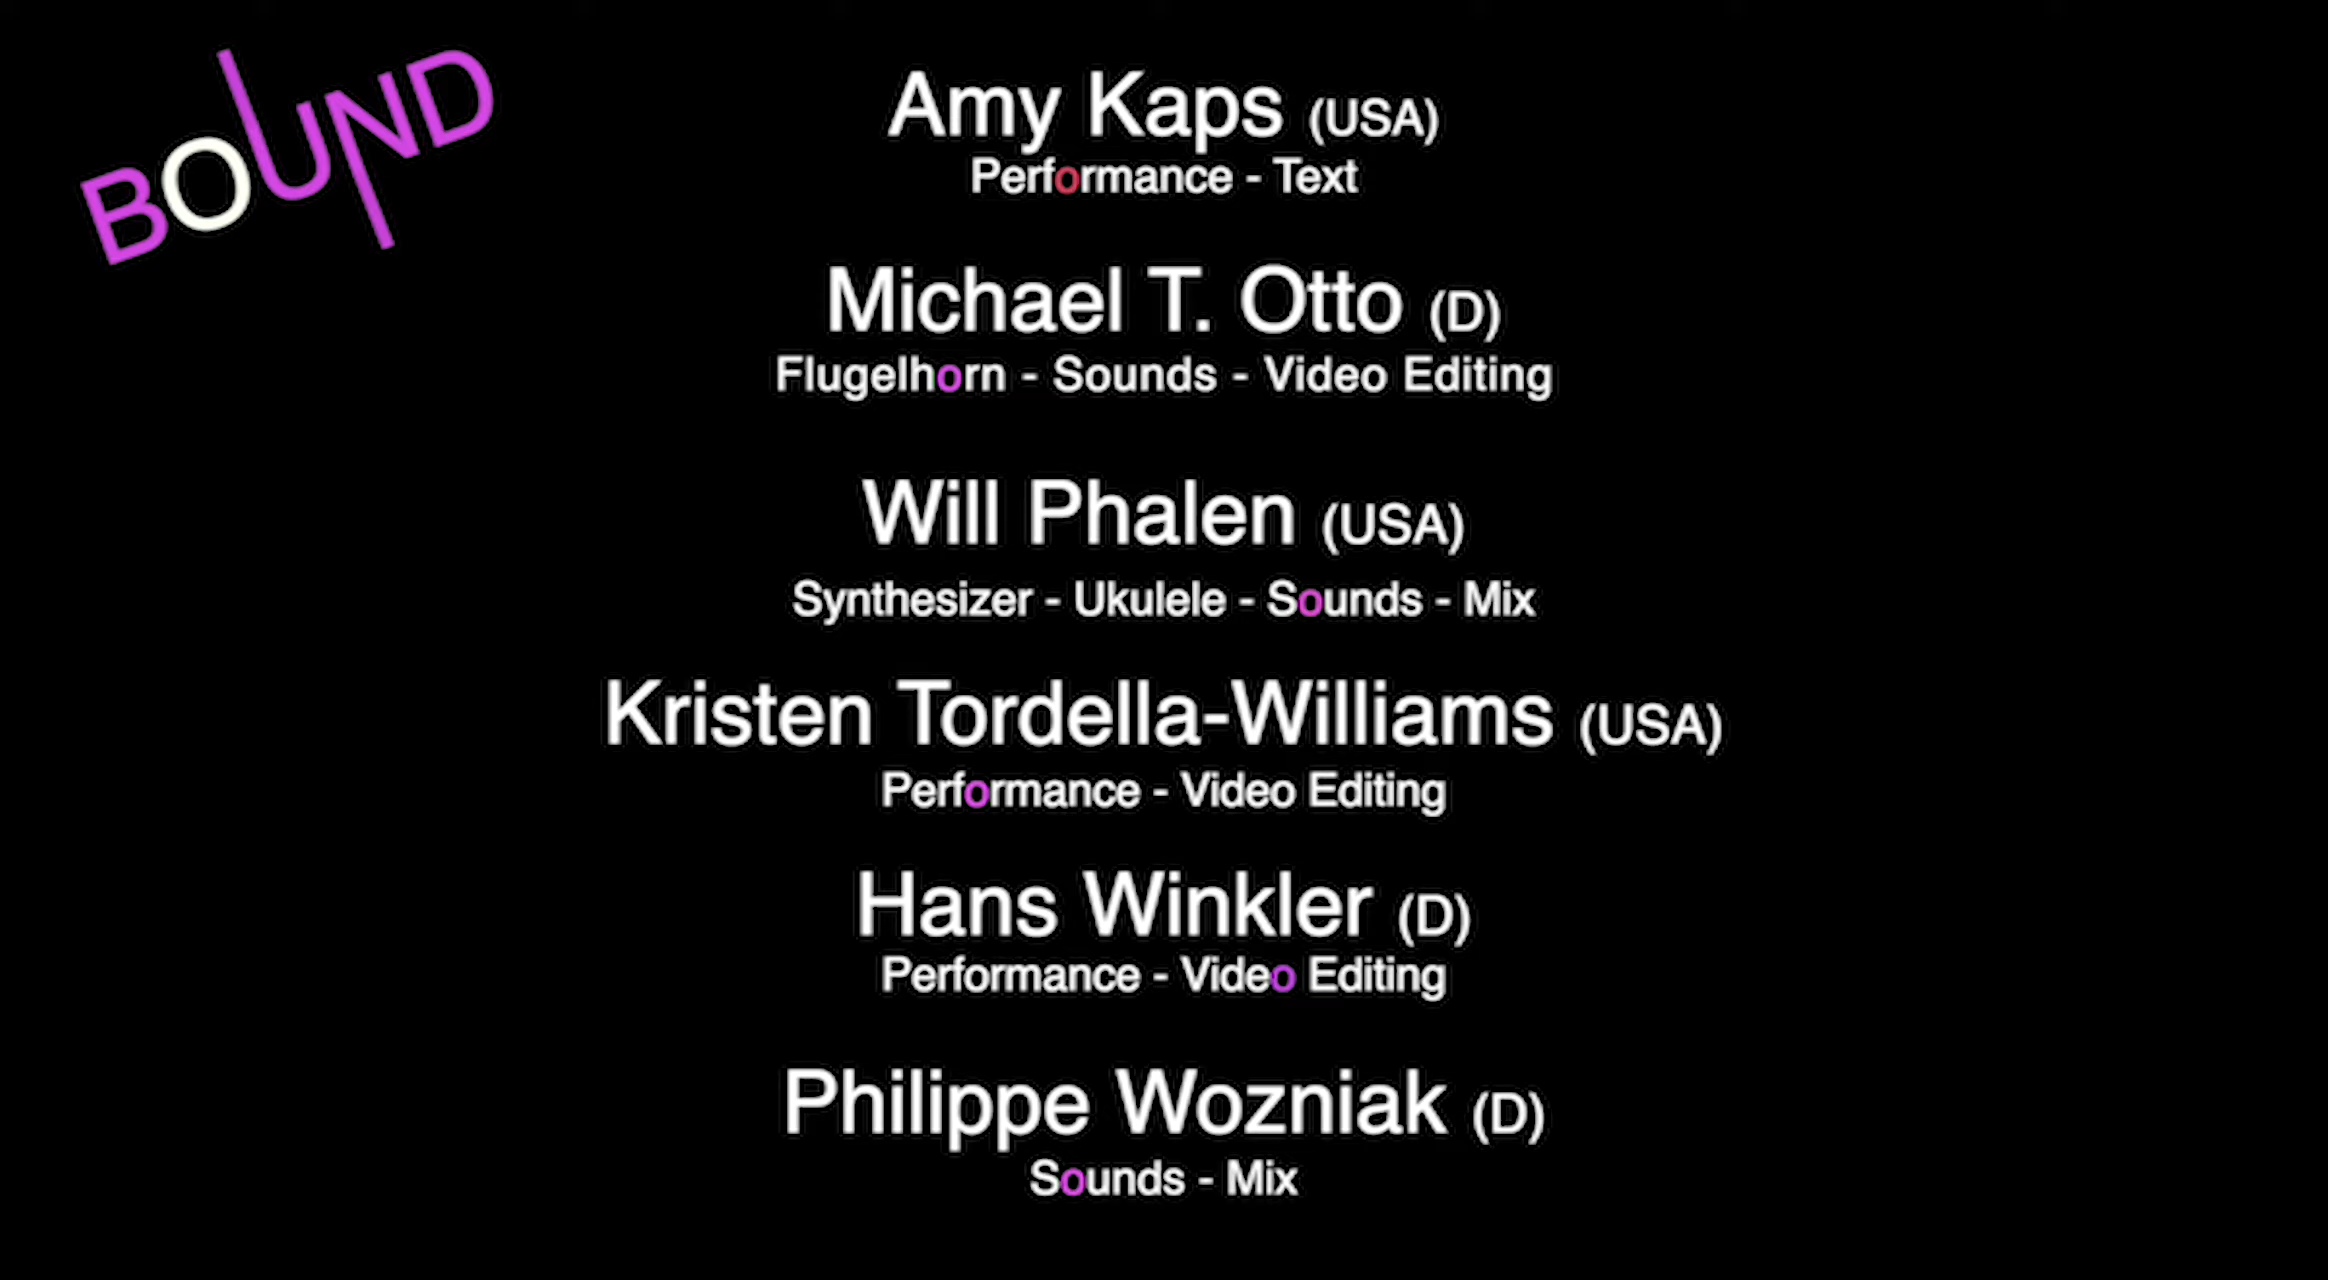 BOUND
Amy Kaps (USA)
Performance - Text
Michael T. Otto (D)
Flugelhorn - Sounds - Video Editing
Will Phalen (USA)
Synthesizer - Ukulele - Sounds - Mix
Kristen Tordella-Williams (USA)
Performance - Video Editing
Hans Winkler (D)
Performance - Video Editing
Philippe Wozniak (D)
Sounds - Mix